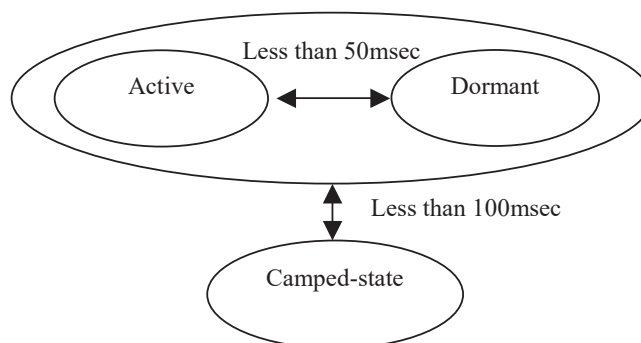 Less than 50msec
Active
Dormant
Less than 100msec
Camped-state